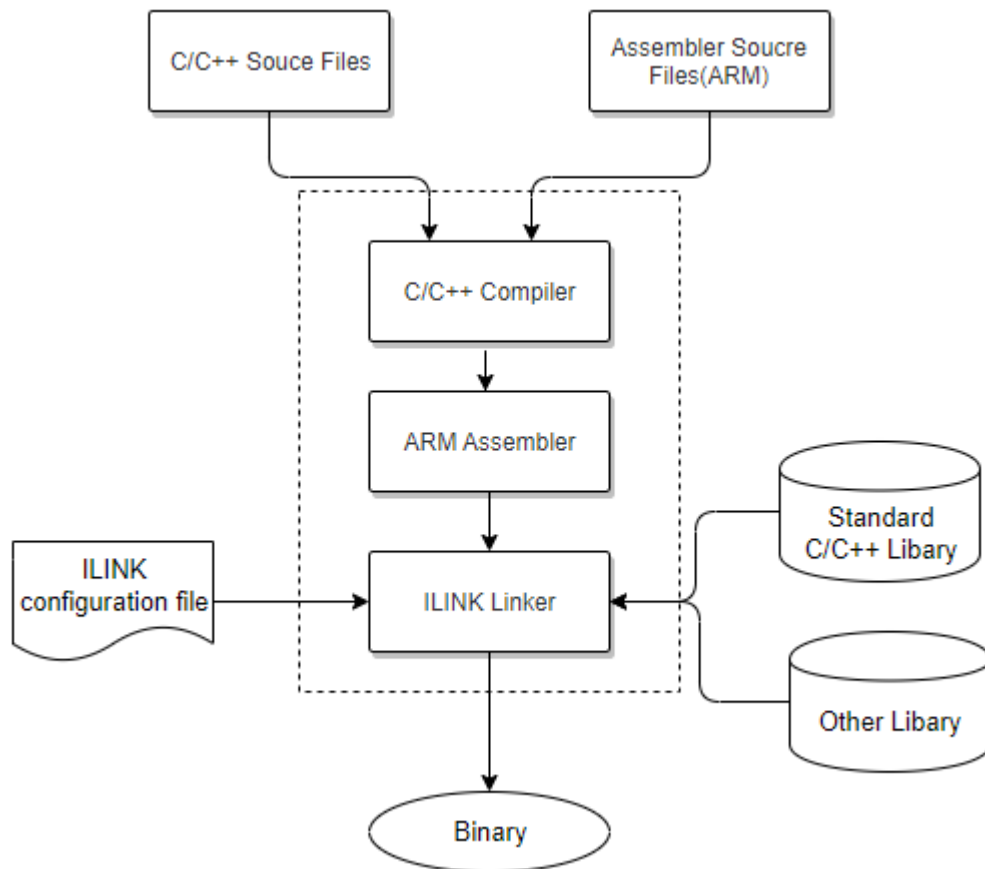 C/C++ Souce Files
Assembler Soucre
Files(ARM)
C/C++ Compiler
ARM Assembler
ILINK
configuration file
ILINK Linker
Standard
C/C++ Libary
Other Libary
Binary